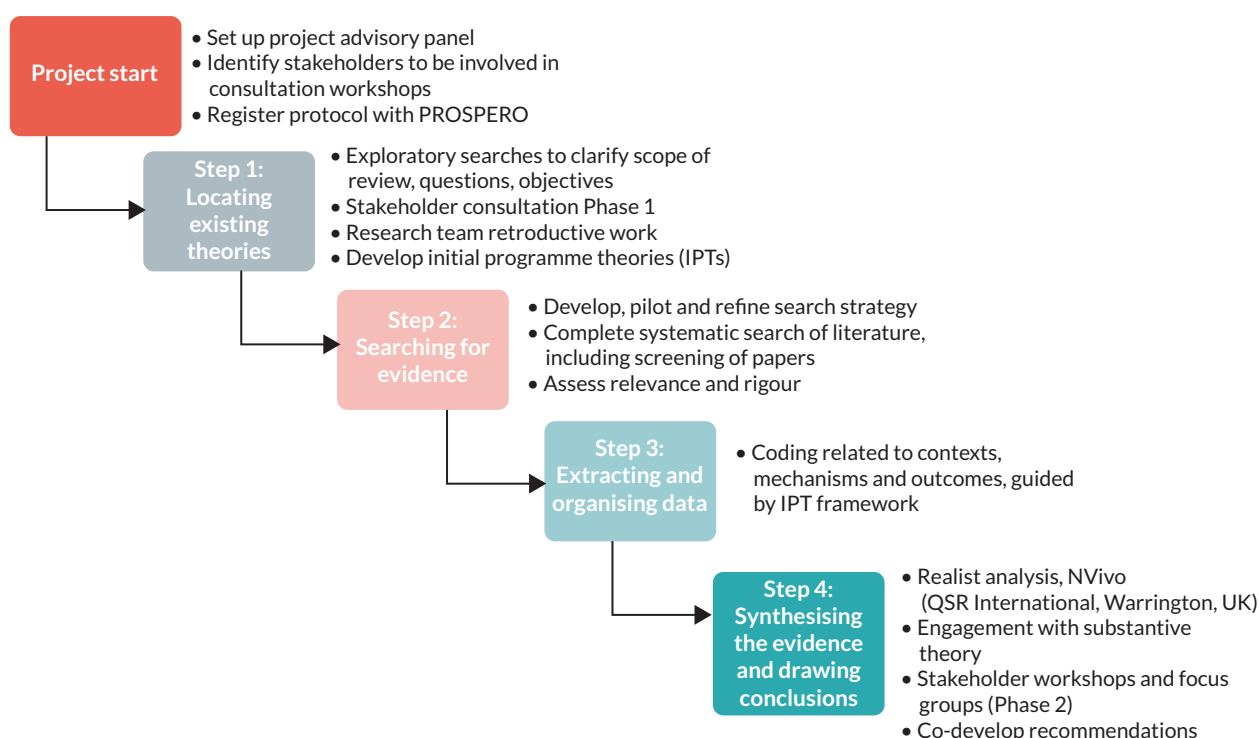 Project start
• Set up project advisory panel
• Identify stakeholders to be involved in
consultation workshops
• Register protocol with PROSPERO
Step 1:
Locating
existing
theories
• Exploratory searches to clarify scope of
review, questions, objectives
• Stakeholder consultation Phase 1
• Research team retroductive work
• Develop initial programme theories (IPTs)
Step 2:
Searching for
evidence
• Develop, pilot and refine search strategy
• Complete systematic search of literature,
including screening of papers
• Assess relevance and rigour
Step 3:
Extracting and
organising data
• Coding related to contexts,
mechanisms and outcomes, guided
by IPT framework
Step 4:
Synthesising
the evidence
and drawing
conclusions
• Realist analysis, NVivo
(QSR International, Warrington, UK)
• Engagement with substantive
theory
• Stakeholder workshops and focus
groups (Phase 2)
• Co-develop recommendations